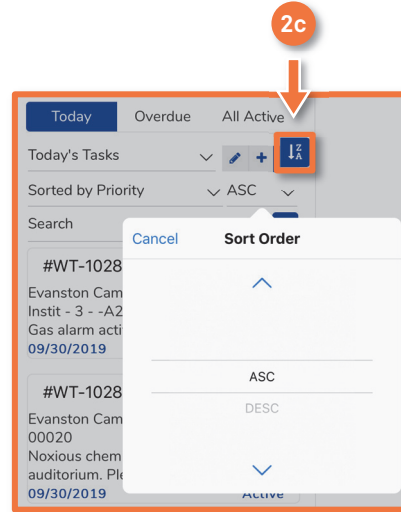 2c
Today Overdue All Active
Today's Tasks
Sorted by Priority ASC
Search
Cancel Sort Order
#WT-1028
Evanston Cam
Instit - 3 - -A2
Gas alarm acti
09/30/2019
ASC
DESC
#WT-1028
Evanston Cam
00020
Noxious chem
auditorium. Ple
09/30/2019 Active